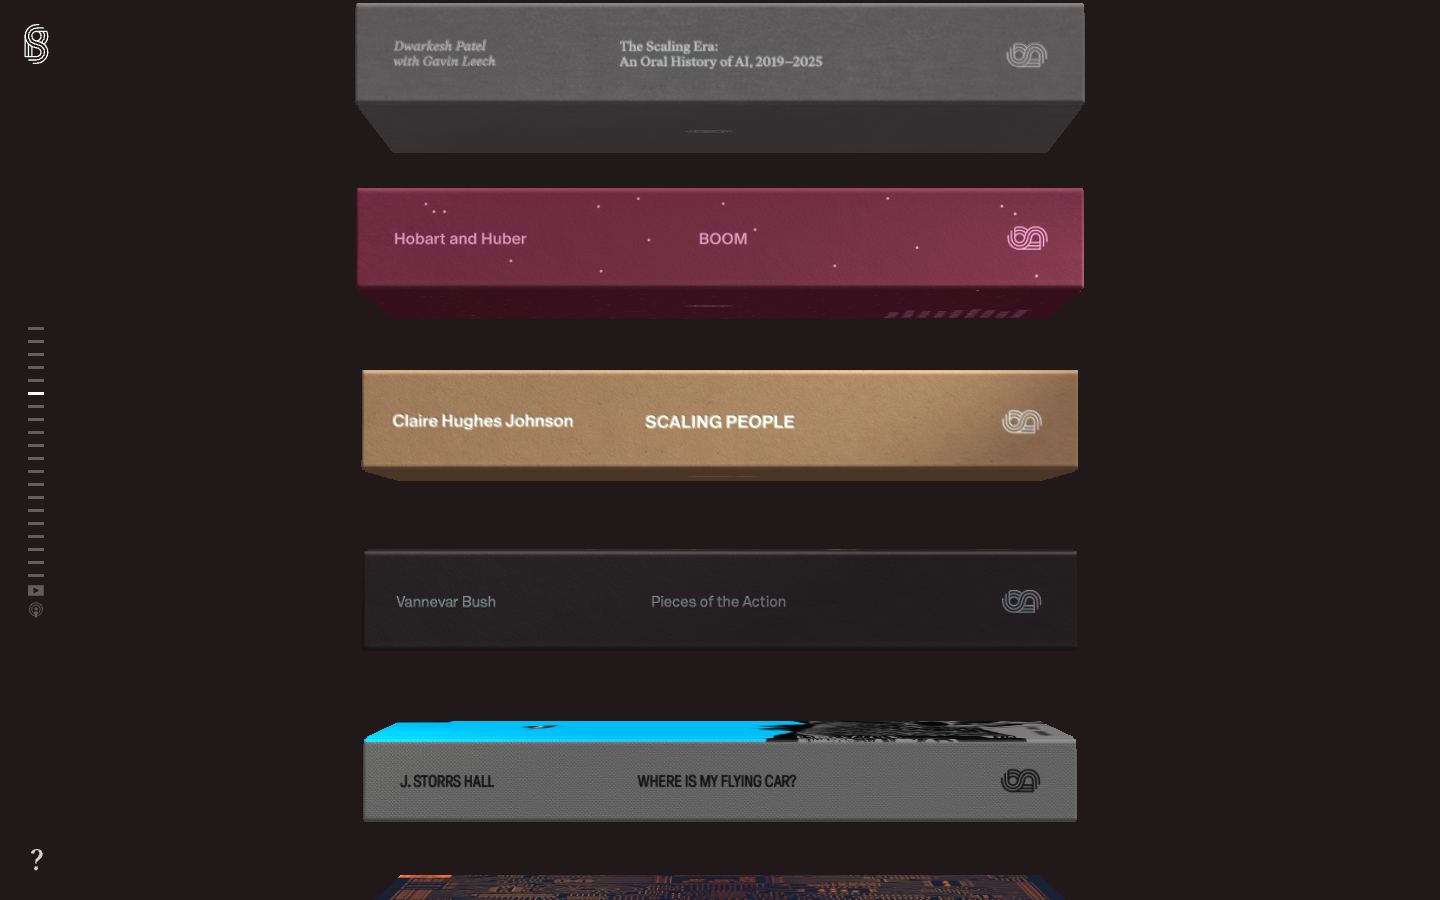 Dwarkesh Patel
with Gavin Leech
The Scaling Era:
An Oral History of AI, 2019–2025
Hobart and Huber
BOOM
Claire Hughes Johnson
SCALING PEOPLE
Vannevar Bush
Pieces of the Action
J. STORRS HALL
WHERE IS MY FLYING CAR?
?